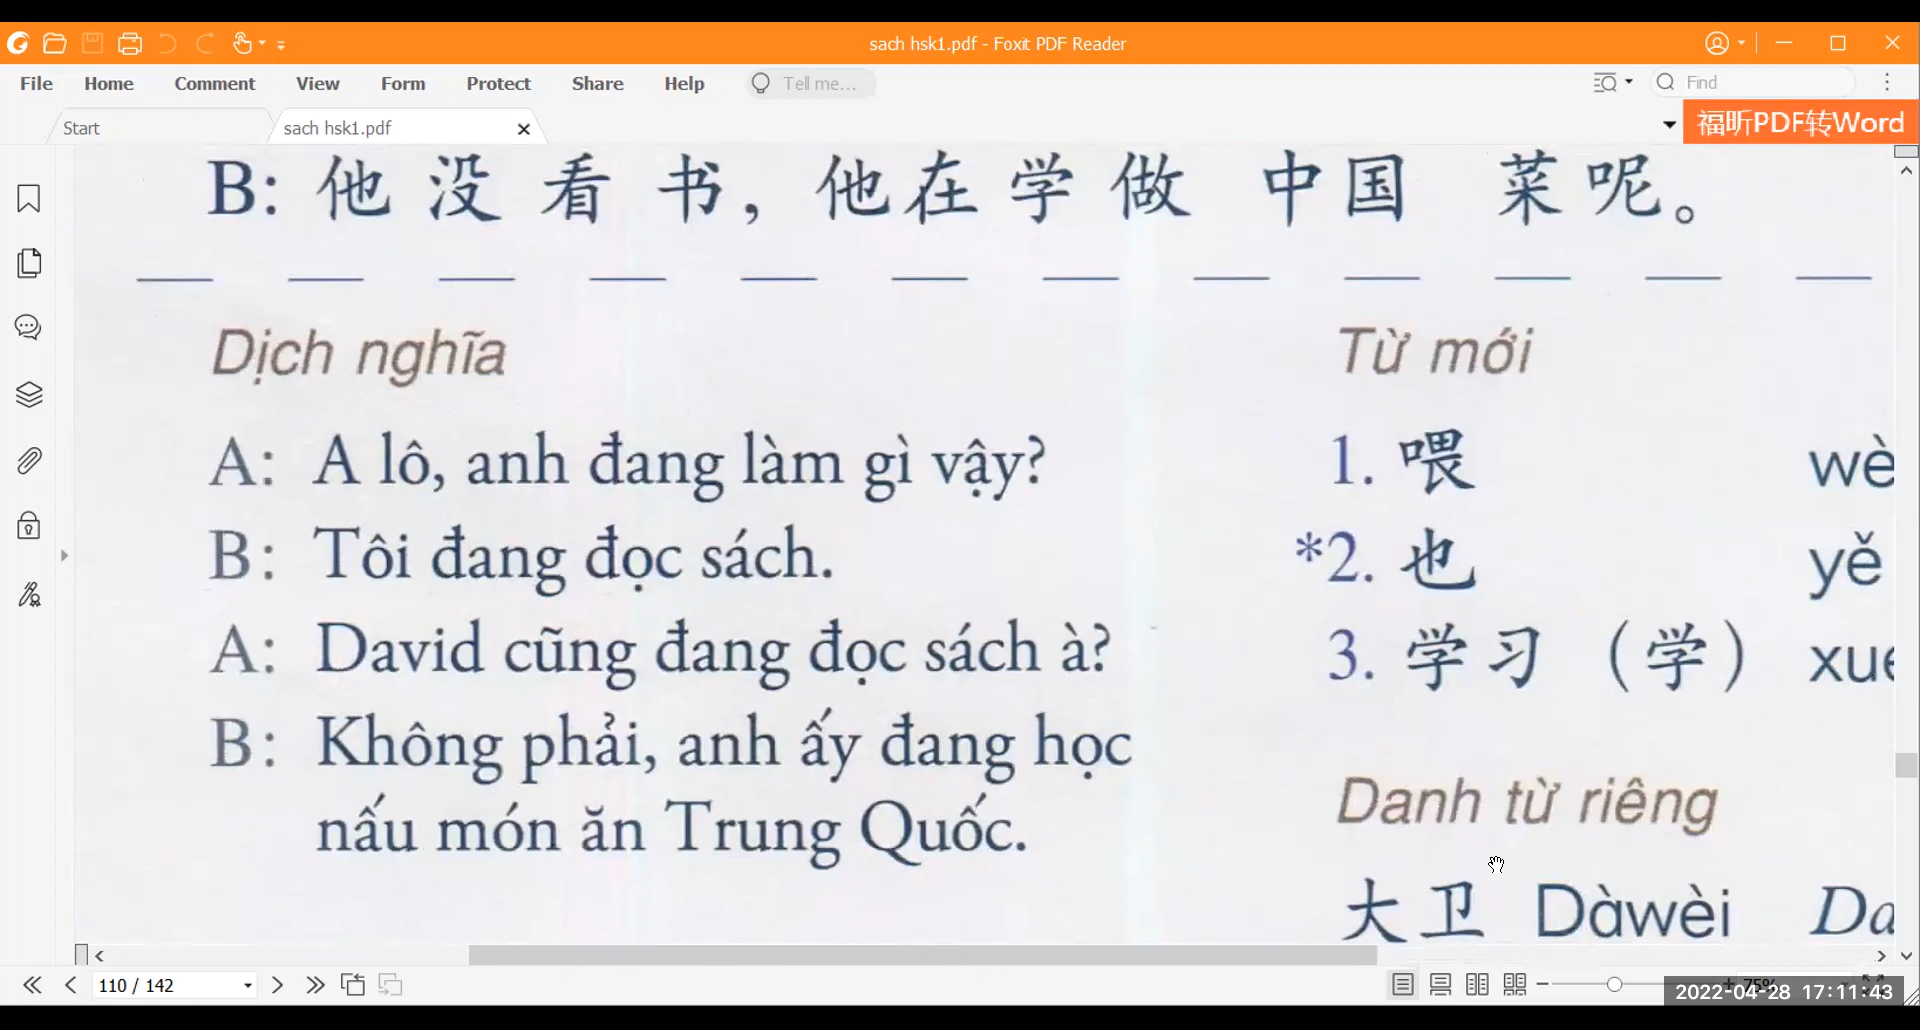 sach hsk1.pdf - Foxit PDF Reader
File Home Comment View Form Protect Share Help Tell me... Find
Start sach hsk1.pdf
福昕PDF转Word
B: 他 没 看 书，他 在 学 做 中国 菜 呢。
Dịch nghĩa
A: A lô, anh đang làm gì vậy?
B: Tôi đang đọc sách.
A: David cũng đang đọc sách à?
B: Không phải, anh ấy đang học
nấu món ăn Trung Quốc.
Từ mới
1. 喂 wè
*2. 也 yě
3. 学习（学） xué
Danh từ riêng
大卫 Dàwèi Da
110 / 142
75%
2022-04-28 17:11:43